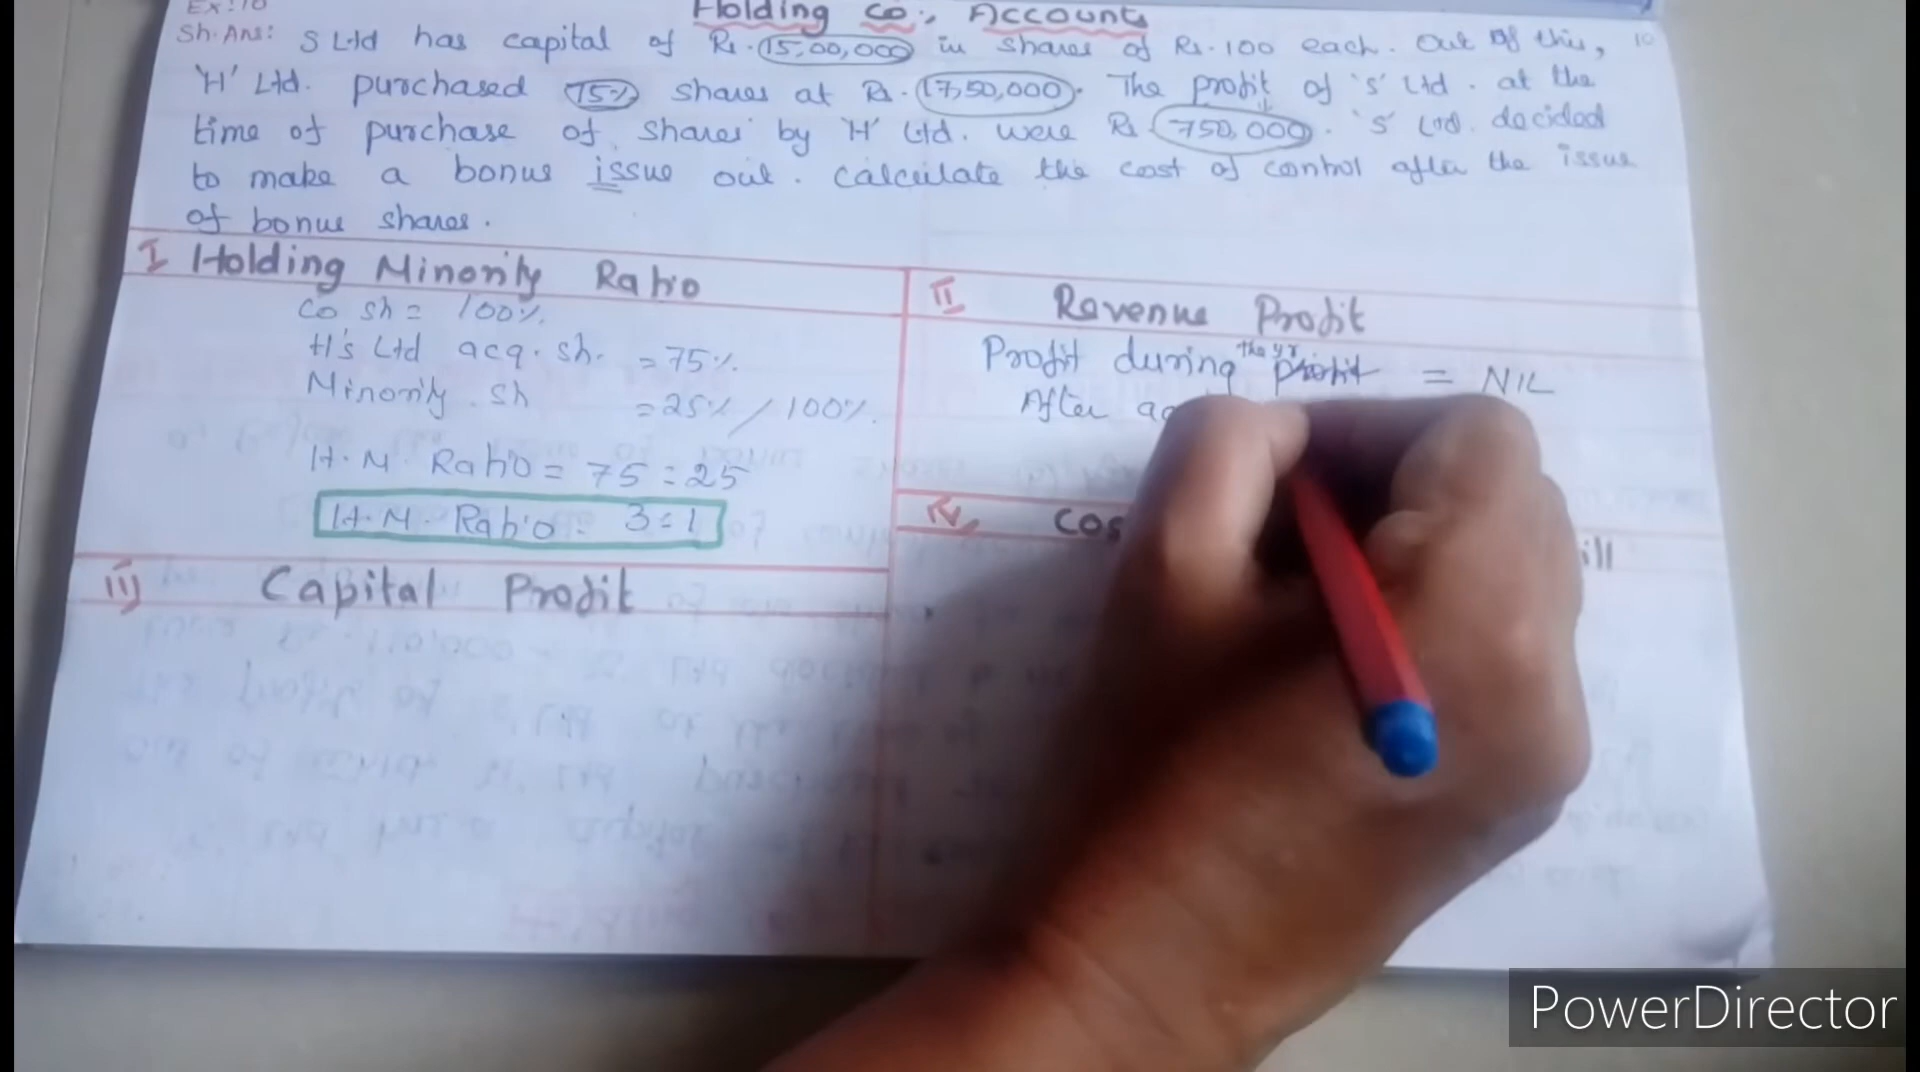 Ex:10
Holding Co., Accounts
Sh.Ans: S Ltd has capital of Rs. 15,00,000 in shares of Rs. 100 each. Out of this, 10
'H' Ltd. purchased 75% shares at Rs. 17,50,000. The profit of 'S' Ltd. at the
time of purchase of shares by 'H' Ltd. were Rs 750,000. 'S' Ltd. decided
to make a bonus issue out. Calculate the cost of control after the issue
of bonus shares.
I Holding Minority Ratio
Co sh = 100%.
H's Ltd acq. sh. = 75%.
Minority sh = 25% / 100%.
H.M. Ratio = 75 : 25
H.M. Ratio = 3:1
II Revenue Profit
Profit during the yr profit = NIL
After
III Capital Profit
IV Cos ill
PowerDirector